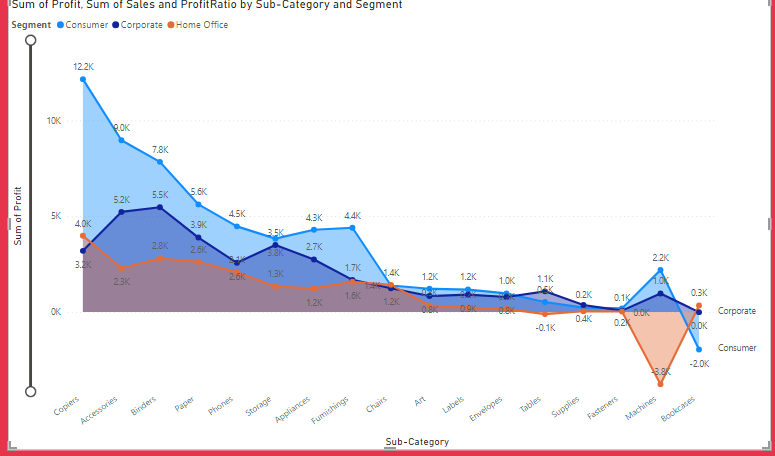 Sum of Profit, Sum of Sales and ProfitRatio by Sub-Category and Segment
Segment Consumer Corporate Home Office
12.2K
10K
9.0K
7.8K
5.6K
5.2K
5.5K
5K
4.5K
4.3K
4.4K
4.0K
3.9K
3.5K
3.8K
3.2K
2.8K
2.6K
2.7K
2.3K
2.6K
2.2K
1.7K
1.3K
1.4K
1.2K
1.6K
1.2K
1.2K
1.2K
1.0K
1.1K
1.0K
0.8K
0.9K
0.8K
0.2K
0.4K
0.1K
0.2K
0.0K
0.3K
0.0K
0K
-0.1K
-3.8K
-2.0K
Corporate
Consumer
Sum of Profit
Copiers
Accessories
Binders
Paper
Phones
Storage
Appliances
Furnishings
Chairs
Art
Labels
Envelopes
Tables
Supplies
Fasteners
Machines
Bookcases
Sub-Category